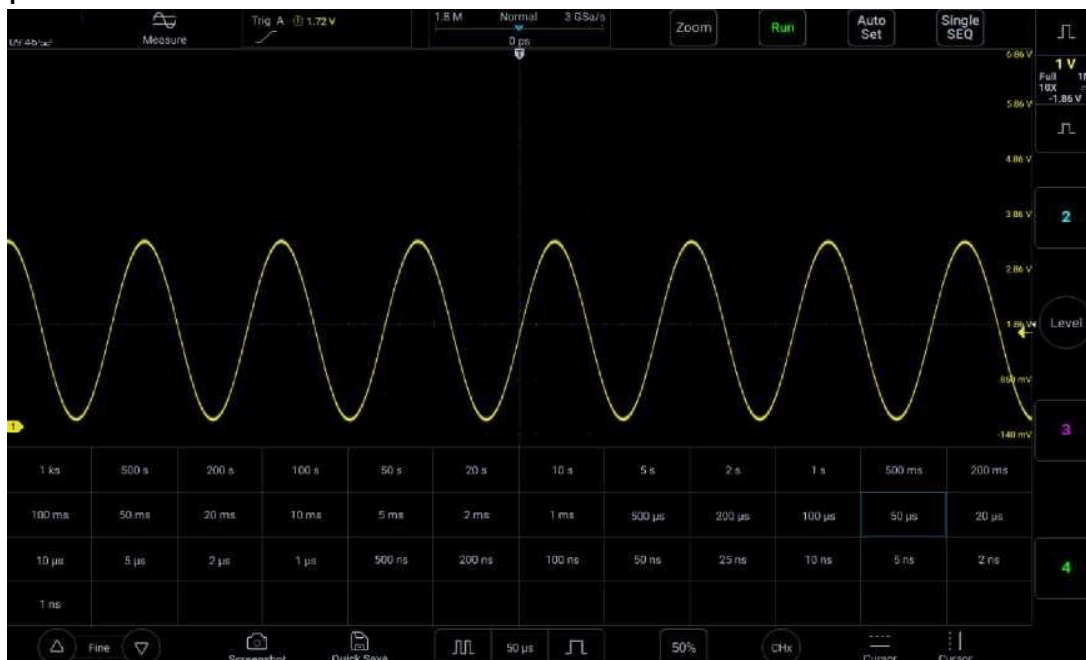 Trig A 1 1.72 V
1.8 M Normal 3 GSa/s
Measure
0 ps
Zoom
Run
Auto Set
Single SEQ
T
1 V
Full
10X
-1.86 V
6.86 V
5.86 V
4.86 V
3.86 V
2.86 V
1.86 V
860 mV
-140 mV
1
2
Level
3
4
1 ks 500 s 200 s 100 s 50 s 20 s 10 s 5 s 2 s 1 s 500 ms 200 ms
100 ms 50 ms 20 ms 10 ms 5 ms 2 ms 1 ms 500 µs 200 µs 100 µs 50 µs 20 µs
10 µs 5 µs 2 µs 1 µs 500 ns 200 ns 100 ns 50 ns 25 ns 10 ns 5 ns 2 ns
1 ns
Fine
Screenshot
Quick Save
50 µs
50%
CHx
Cursor
Cursor